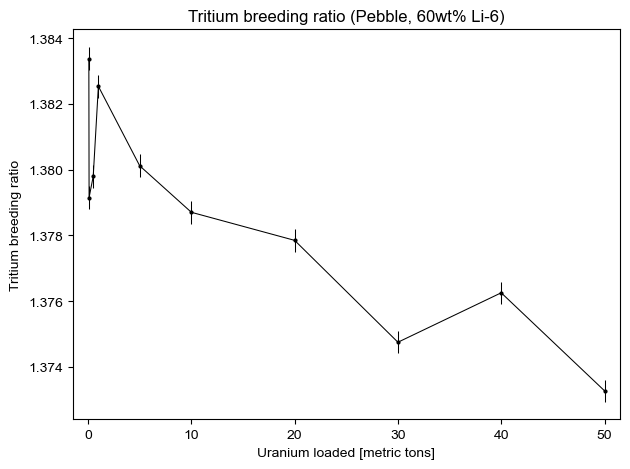 Tritium breeding ratio (Pebble, 60wt% Li-6)
1.384
1.382
1.380
1.378
1.376
1.374
Tritium breeding ratio
0 10 20 30 40 50
Uranium loaded [metric tons]